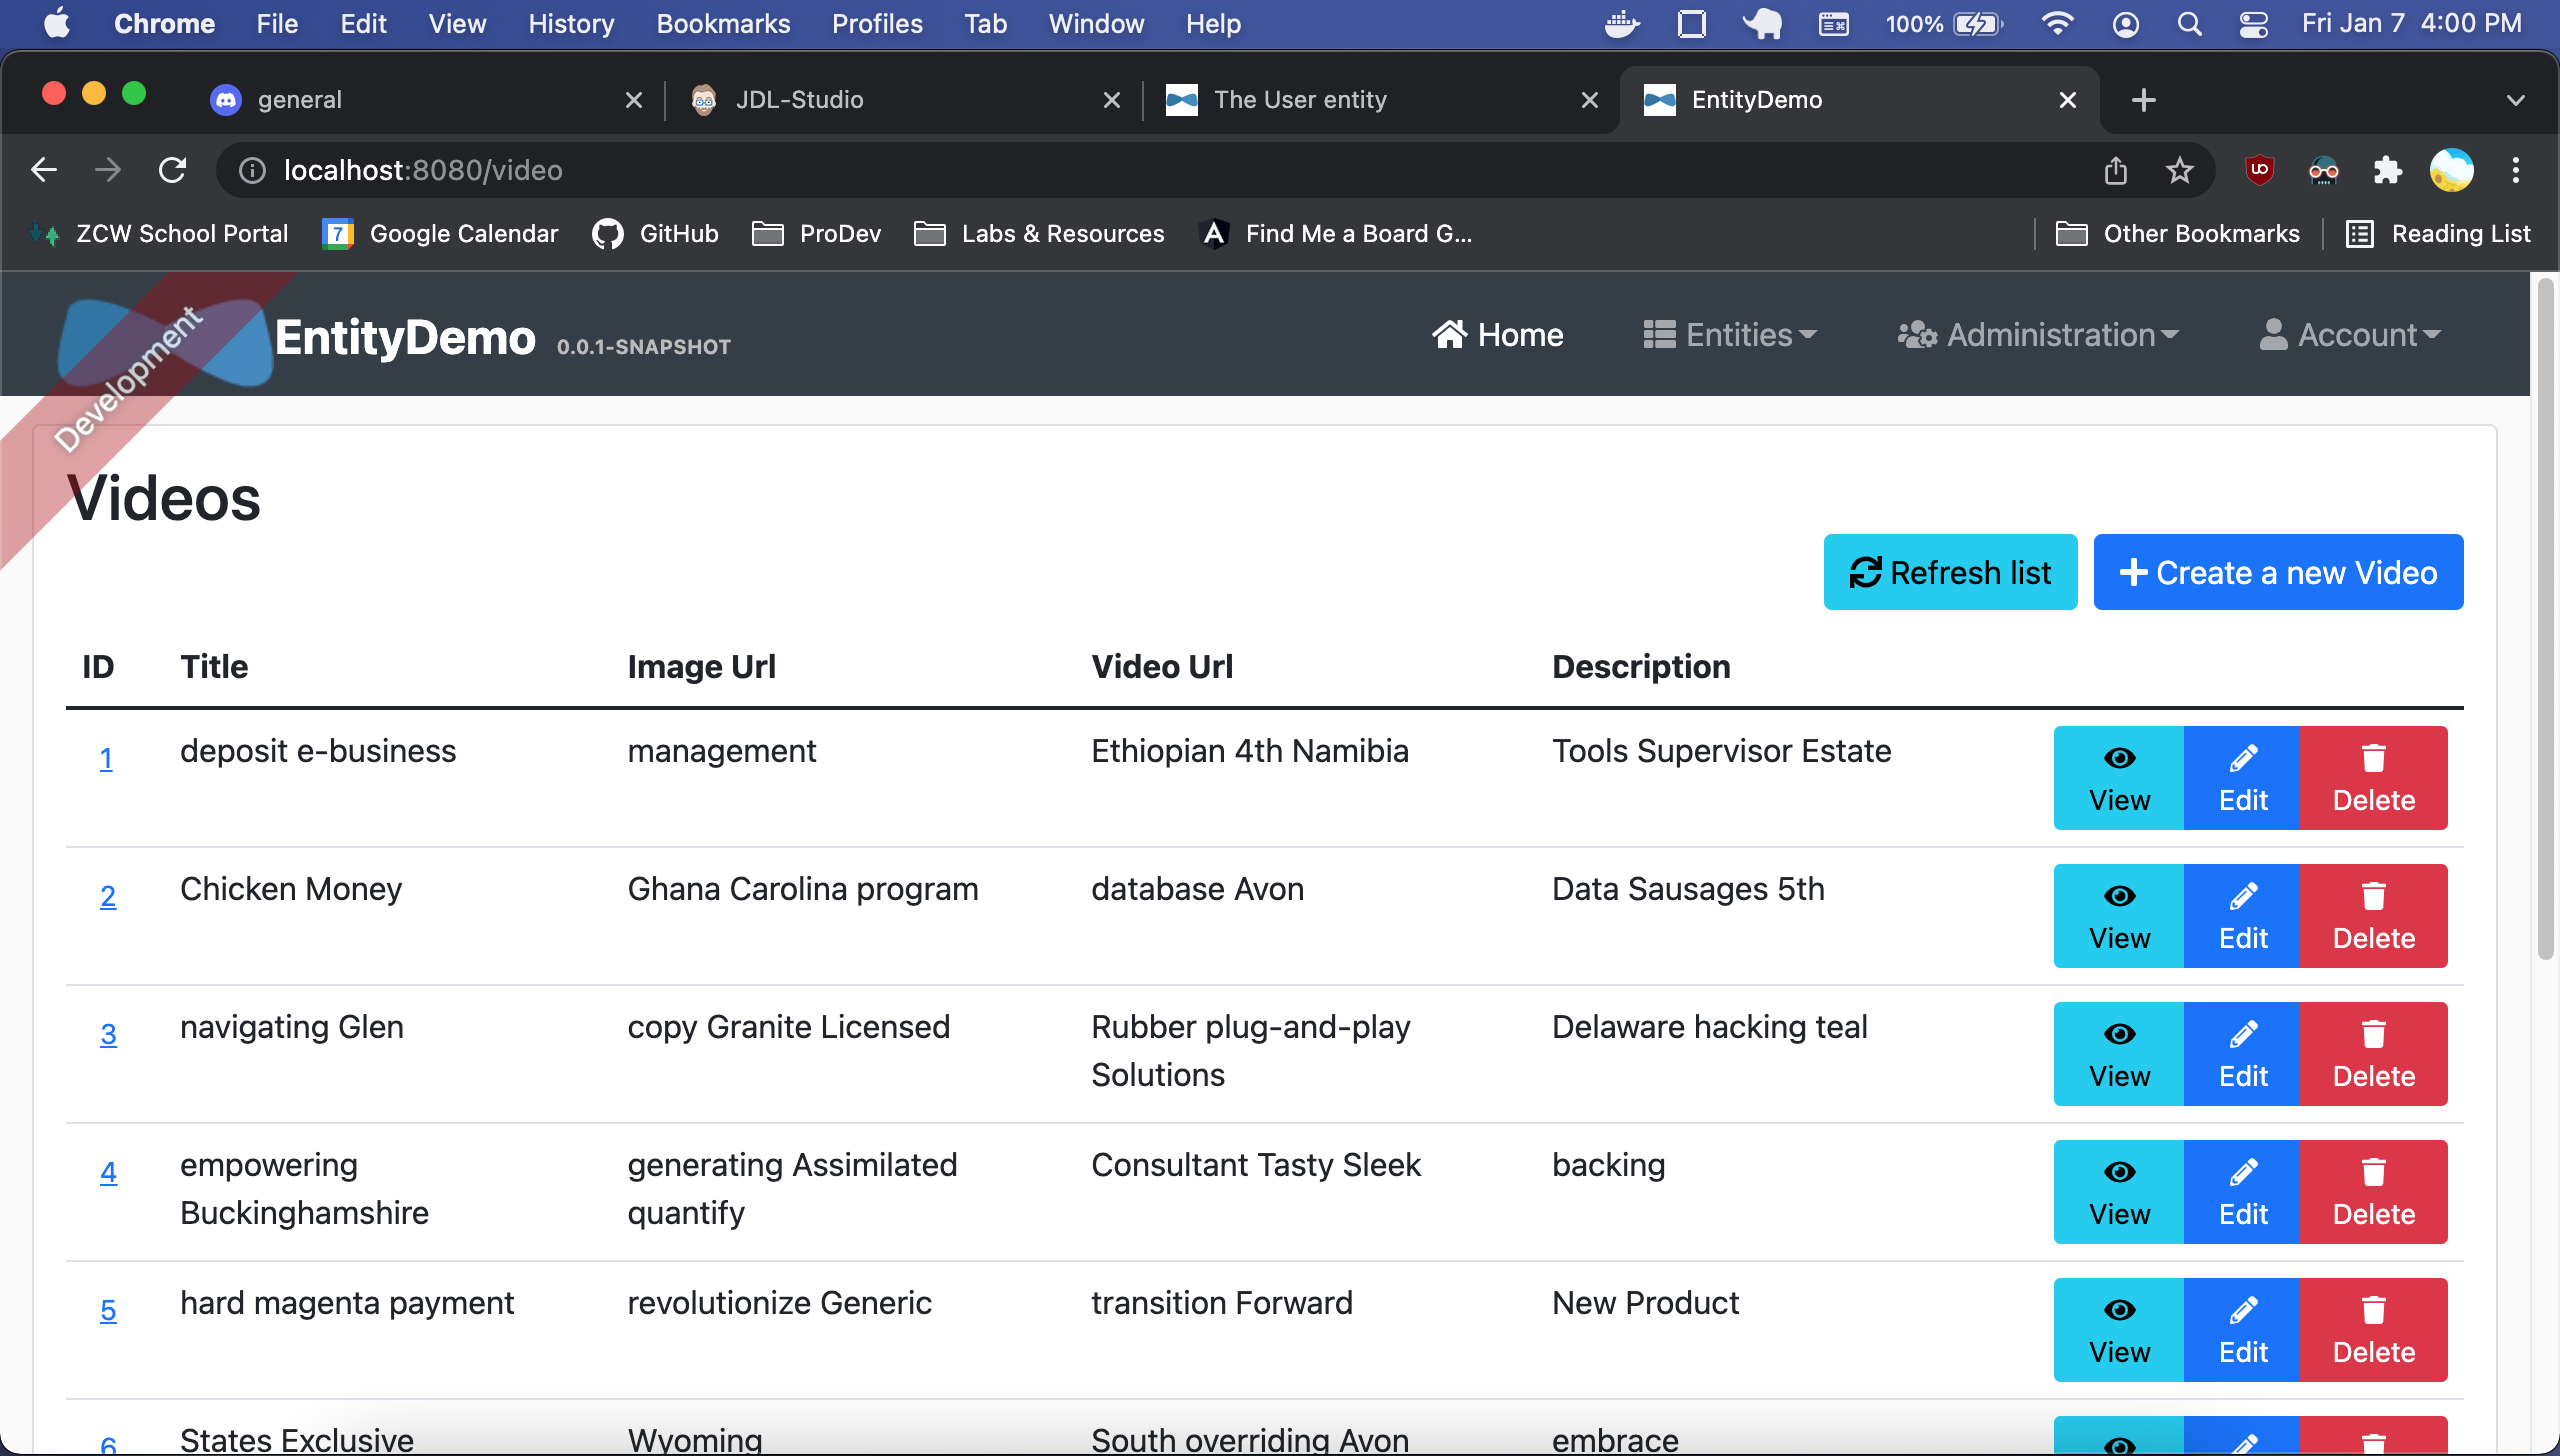 Chrome File Edit View History Bookmarks Profiles Tab Window Help 100% Fri Jan 7 4:00 PM
general JDL-Studio The User entity EntityDemo
localhost:8080/video
ZCW School Portal 7 Google Calendar GitHub ProDev Labs & Resources Find Me a Board G... Other Bookmarks Reading List
Development
EntityDemo 0.0.1-SNAPSHOT Home Entities Administration Account
Videos
Refresh list Create a new Video
ID Title Image Url Video Url Description
1 deposit e-business management Ethiopian 4th Namibia Tools Supervisor Estate
View Edit Delete
2 Chicken Money Ghana Carolina program database Avon Data Sausages 5th
View Edit Delete
3 navigating Glen copy Granite Licensed Rubber plug-and-play Delaware hacking teal
Solutions
View Edit Delete
4 empowering generating Assimilated Consultant Tasty Sleek backing
Buckinghamshire quantify
View Edit Delete
5 hard magenta payment revolutionize Generic transition Forward New Product
View Edit Delete
6 States Exclusive Wyoming South overriding Avon embrace